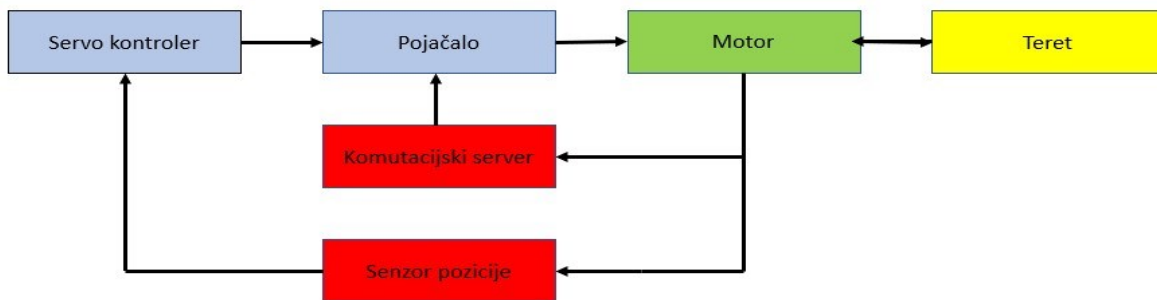 Servo kontroler
Pojačalo
Motor
Teret
Komutacijski server
Senzor pozicije